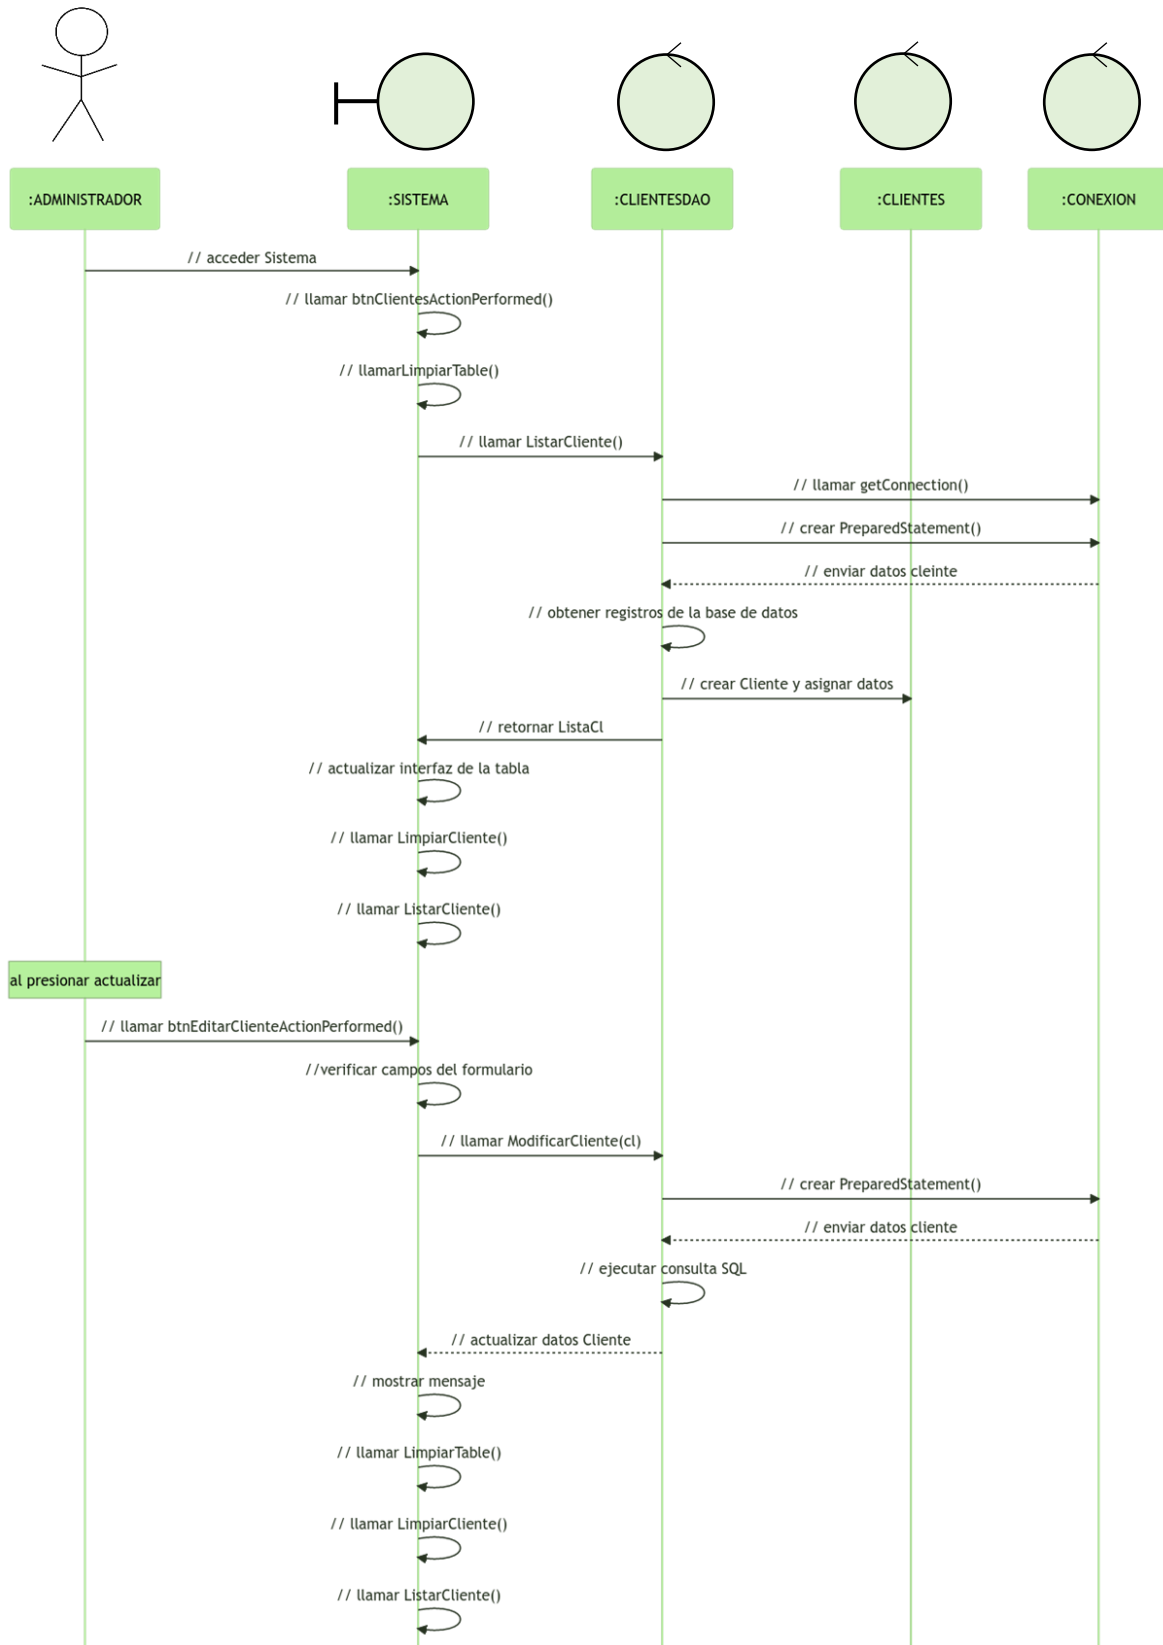 :ADMINISTRADOR
:SISTEMA
:CLIENTESDAO
:CLIENTES
:CONEXION
// acceder Sistema
// llamar btnClientesActionPerformed()
// llamarLimpiarTable()
// llamar ListarCliente()
// llamar getConnection()
// crear PreparedStatement()
// enviar datos cleinte
// obtener registros de la base de datos
// crear Cliente y asignar datos
// retornar ListaCl
// actualizar interfaz de la tabla
// llamar LimpiarCliente()
// llamar ListarCliente()
al presionar actualizar
// llamar btnEditarClienteActionPerformed()
//verificar campos del formulario
// llamar ModificarCliente(cl)
// crear PreparedStatement()
// enviar datos cliente
// ejecutar consulta SQL
// actualizar datos Cliente
// mostrar mensaje
// llamar LimpiarTable()
// llamar LimpiarCliente()
// llamar ListarCliente()